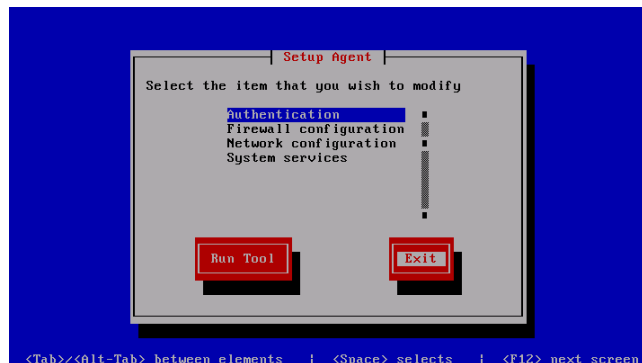 Setup Agent
Select the item that you wish to modify
Authentication
Firewall configuration
Network configuration
System services
Run Tool
Exit
<Tab>/<Alt-Tab> between elements | <Space> selects | <F12> next screen